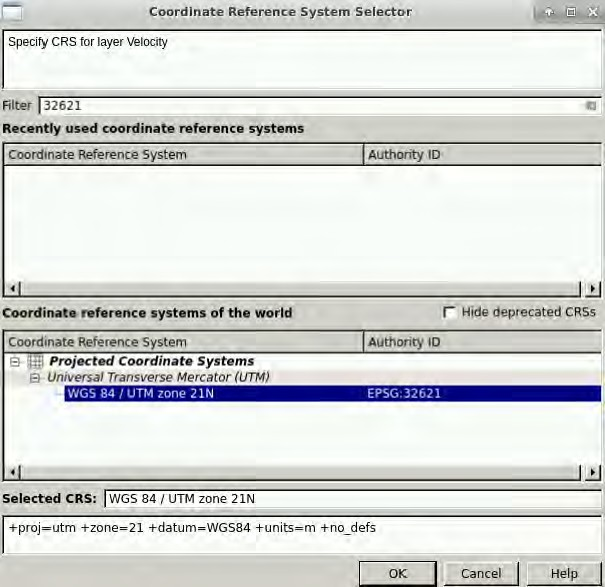 Coordinate Reference System Selector
Specify CRS for layer Velocity
Filter 32621
Recently used coordinate reference systems
Coordinate Reference System Authority ID
Coordinate reference systems of the world Hide deprecated CRSs
Coordinate Reference System Authority ID
Projected Coordinate Systems
Universal Transverse Mercator (UTM)
WGS 84 / UTM zone 21N EPSG:32621
Selected CRS: WGS 84 / UTM zone 21N
+proj=utm +zone=21 +datum=WGS84 +units=m +no_defs
OK Cancel Help